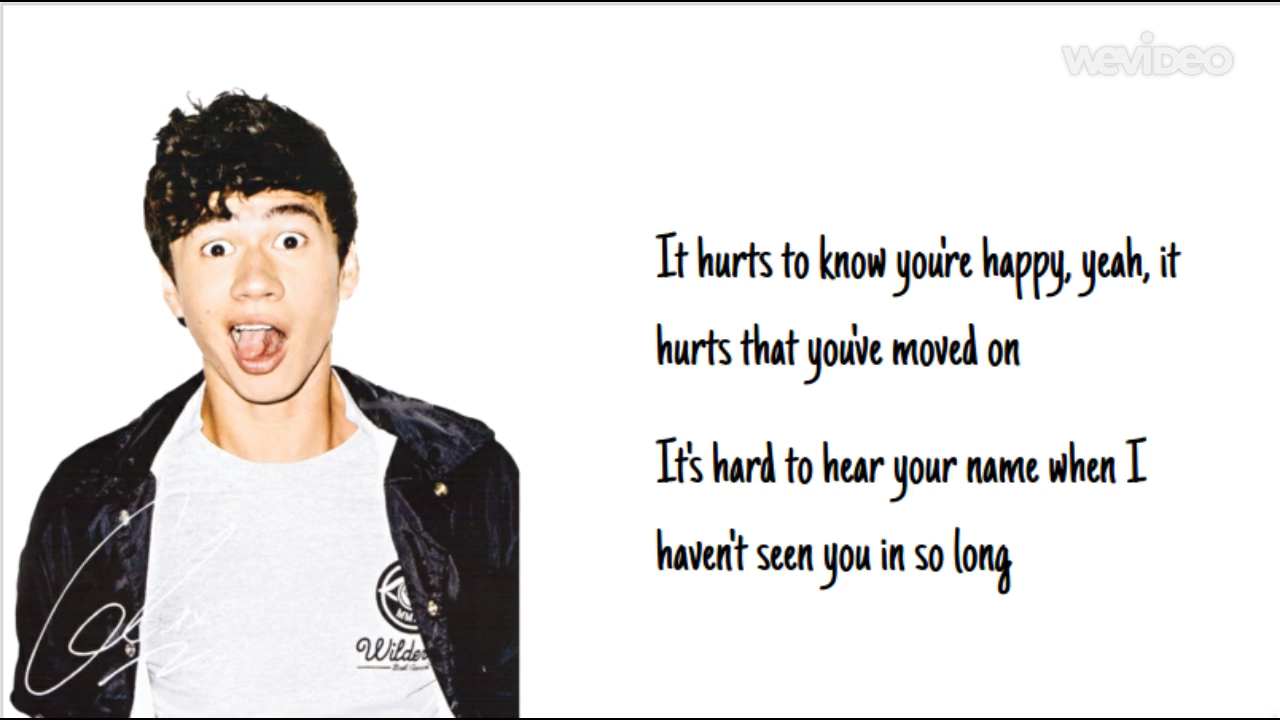 wevideo
It hurts to know you're happy, yeah, it
hurts that you've moved on
It's hard to hear your name when I
haven't seen you in so long
Wilder